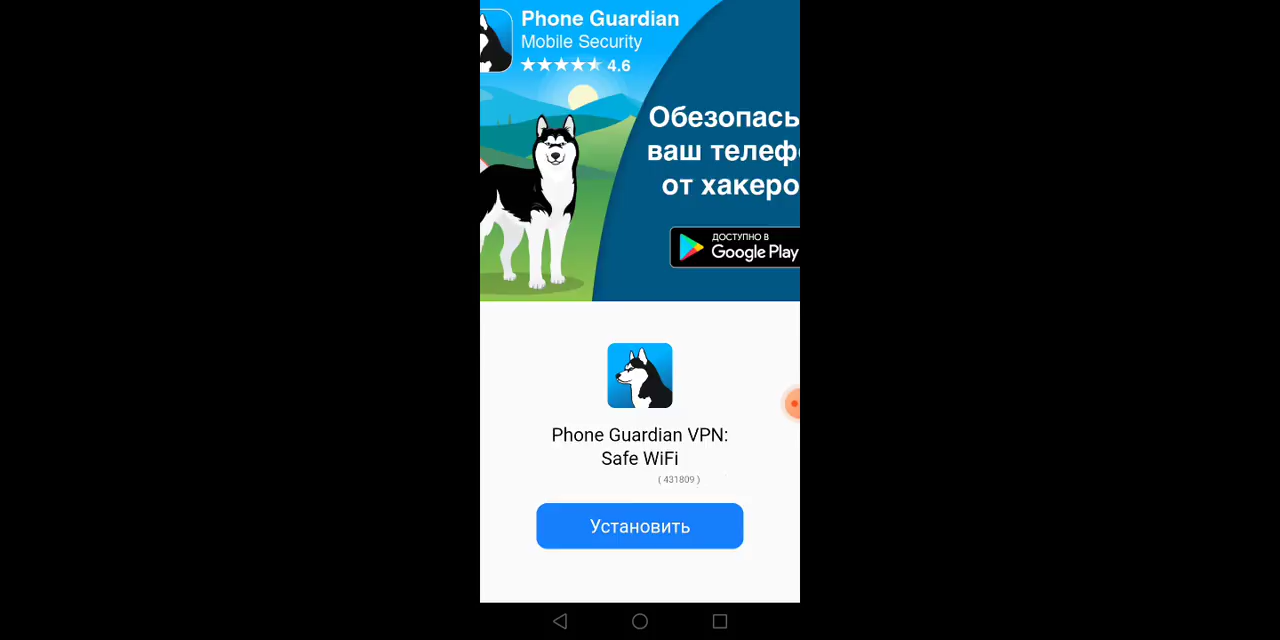 Phone Guardian
Mobile Security
4.6
Обезопась
ваш телеф
от хакеро
ДОСТУПНО В
Google Play
Phone Guardian VPN:
Safe WiFi
( 431809 )
Установить